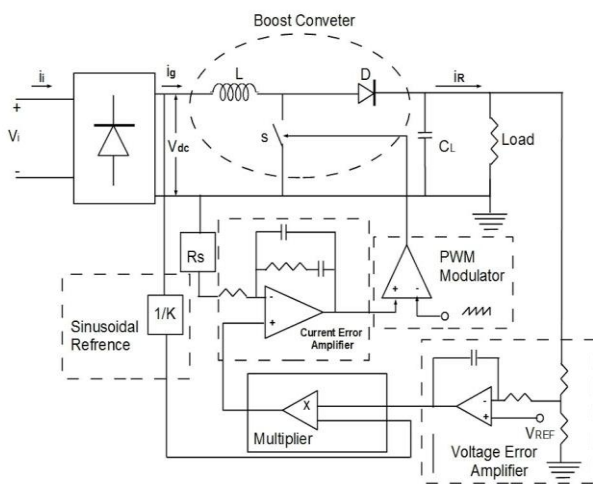 Boost Conveter
ii
ig
L
D
iR
+
Vi
-
Vdc
s
CL
Load
Rs
PWM
Modulator
+
-
Sinusoidal
Refrence
1/K
-
+
Current Error
Amplifier
X
Multiplier
-
+
VREF
Voltage Error
Amplifier